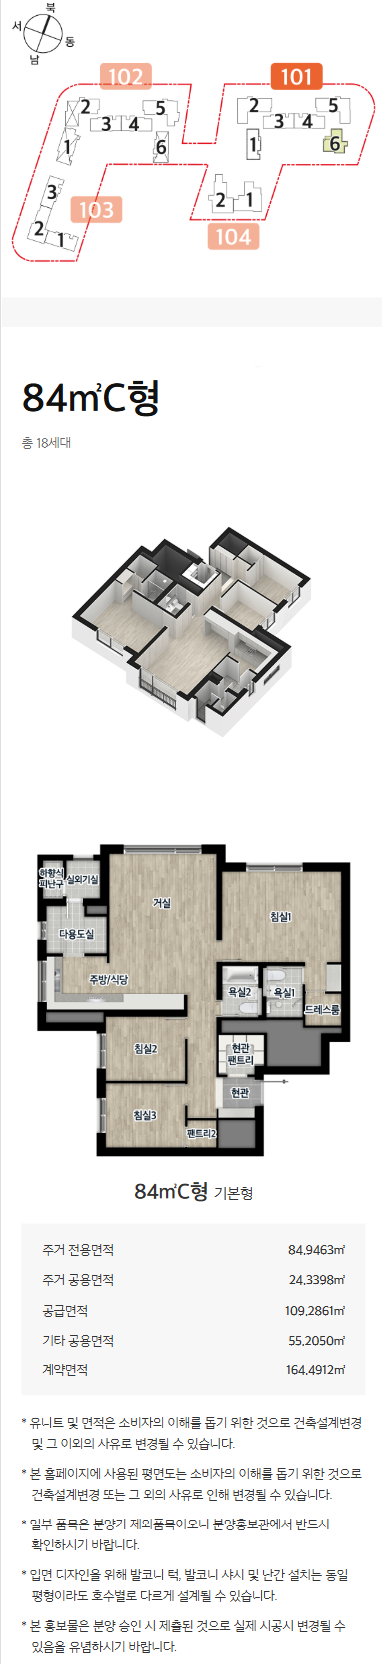 북
서
동
남
102
101
2
5
3
4
1
6
2
5
3
4
1
6
3
2
1
103
2
1
104
84㎡C형
총 18세대
하향식
피난구
실외기실
거실
침실1
다용도실
주방/식당
욕실2
욕실1
드레스룸
침실2
현관
팬트리
현관
침실3
팬트리2
84㎡C형 기본형
주거 전용면적 84.9463㎡
주거 공용면적 24.3398㎡
공급면적 109.2861㎡
기타 공용면적 55.2050㎡
계약면적 164.4912㎡
* 유니트 및 면적은 소비자의 이해를 돕기 위한 것으로 건축설계변경
및 그 이외의 사유로 변경될 수 있습니다.
* 본 홈페이지에 사용된 평면도는 소비자의 이해를 돕기 위한 것으로
건축설계변경 또는 그 외의 사유로 인해 변경될 수 있습니다.
* 일부 품목은 분양가 제외품목이오니 분양홍보관에서 반드시
확인하시기 바랍니다.
* 입면 디자인을 위해 발코니 턱, 발코니 샤시 및 난간 설치는 동일
평형이라도 호수별로 다르게 설계될 수 있습니다.
* 본 홍보물은 분양 승인 시 제출된 것으로 실제 시공시 변경될 수
있음을 유념하시기 바랍니다.